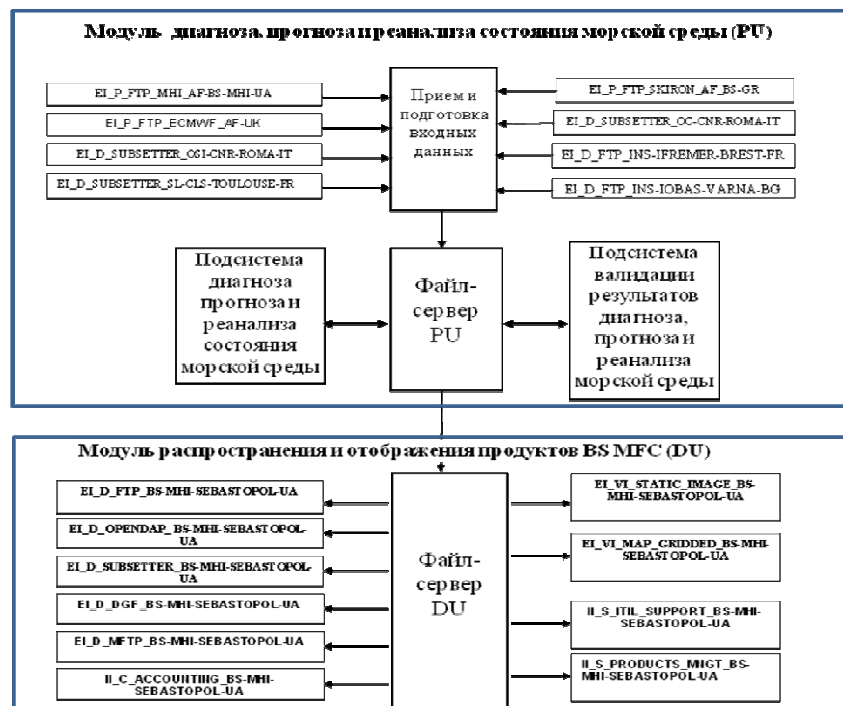 Модуль диагноза, прогноза и реанализа состояния морской среды (PU)
EI_P_FTP_MHI_AF-BS-MHI-UA
EI_P_FTP_ECMWF_AF-UK
EI_D_SUBSETTER_OSI-CNR-ROMA-IT
EI_D_SUBSETTER_SL-CLS-TOULOUSE-FR
Прием и
подготовка
входных
данных
EI_P_FTP_SKIRON_AF_BS-GR
EI_D_SUBSETTER_OC-CNR-ROMA-IT
EI_D_FTP_INS-IFREMER-BREST-FR
EI_D_FTP_INS-IOBAS-VARNA-BG
Подсистема
диагноза
прогноза и
реанализа
состояния
морской среды
Файл-
сервер
PU
Подсистема
валидации
результатов
диагноза,
прогноза и
реанализа
морской среды
Модуль распространения и отображения продуктов BS MFC (DU)
EI_D_FTP_BS-MHI-SEBASTOPOL-UA
EI_D_OPENDAP_BS-MHI-SEBASTOPOL-
UA
EI_D_SUBSETTER_BS-MHI-SEBASTOPOL-
UA
EI_D_DGF_BS-MHI-SEBASTOPOL-UA
EI_D_MFTP_BS-MHI-SEBASTOPOL-UA
II_C_ACCOUNTING_BS-MHI-
SEBASTOPOL-UA
Файл-
сервер
DU
EI_VI_STATIC_IMAGE_BS-
MHI-SEBASTOPOL-UA
EI_VI_MAP_GRIDDED_BS-MHI-
SEBASTOPOL-UA
II_S_ITIL_SUPPORT_BS-MHI-
SEBASTOPOL-UA
II_S_PRODUCTS_MNGT_BS-
MHI-SEBASTOPOL-UA